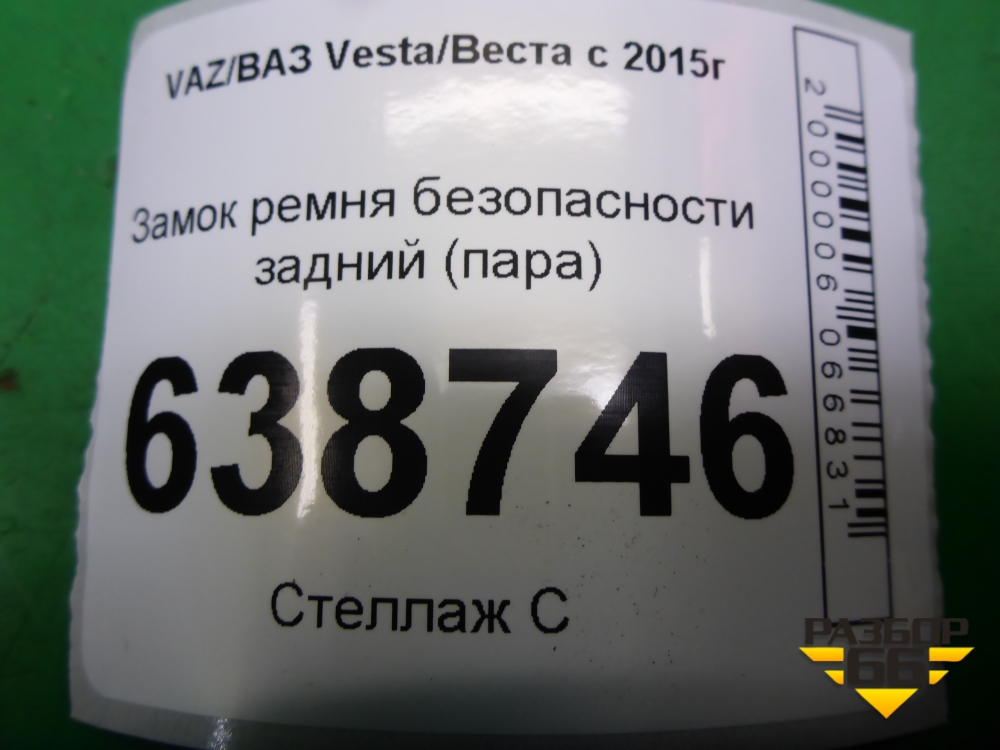 VAZ/ВАЗ Vesta/Веста с 2015г
Замок ремня безопасности
задний (пара)
638746
Стеллаж С
2000006066831
РАЗБОР
66